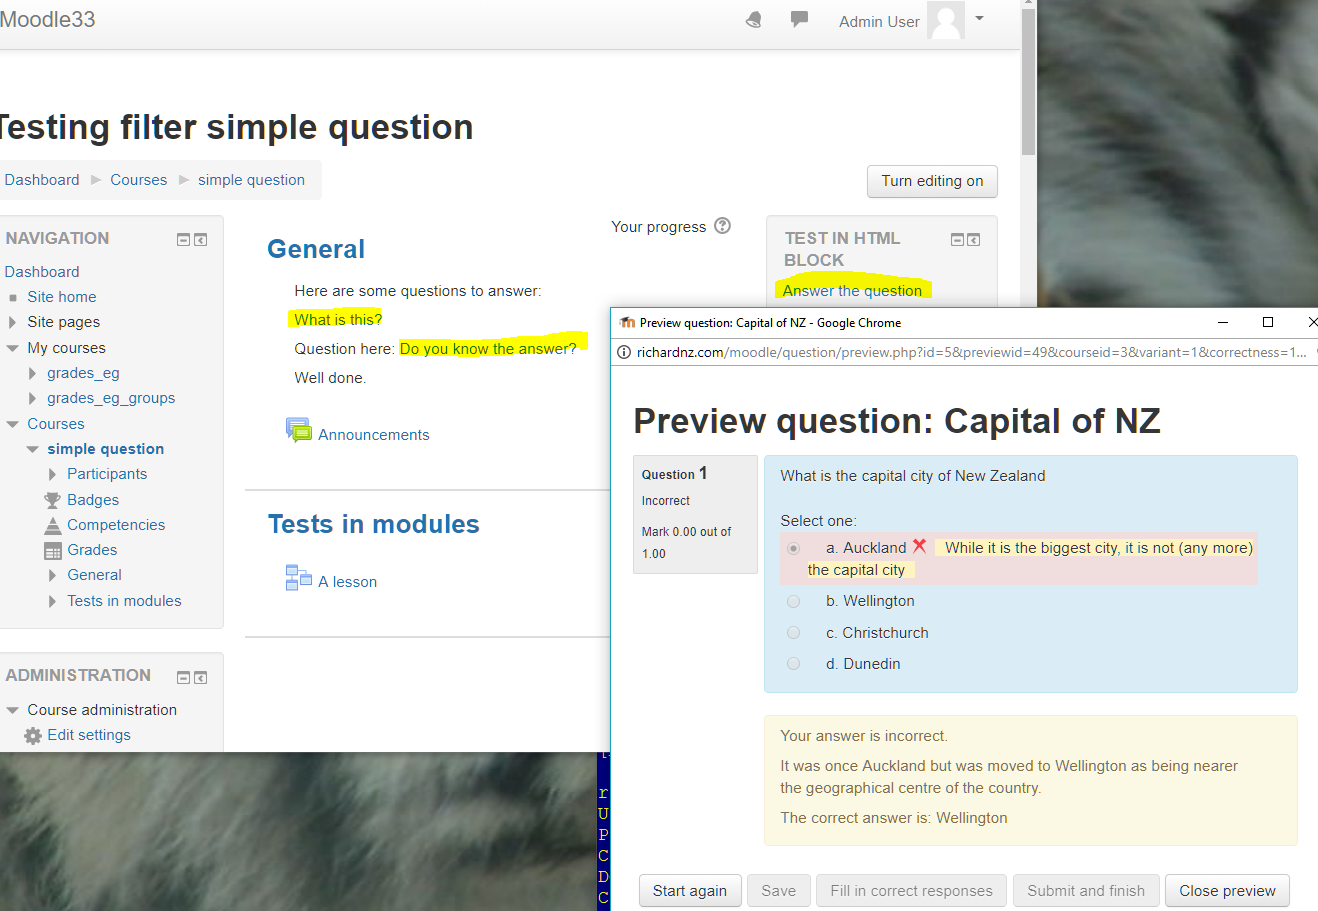 Moodle33
Admin User
Testing filter simple question
Dashboard Courses simple question
Turn editing on
NAVIGATION
Dashboard
Site home
Site pages
My courses
grades_eg
grades_eg_groups
Courses
simple question
Participants
Badges
Competencies
Grades
General
Tests in modules
ADMINISTRATION
Course administration
Edit settings
Your progress
General
Here are some questions to answer:
What is this?
Question here: Do you know the answer?
Well done.
Announcements
Tests in modules
A lesson
TEST IN HTML
BLOCK
Answer the question
Preview question: Capital of NZ - Google Chrome
richardnz.com/moodle/question/preview.php?id=5&previewid=49&courseid=3&variant=1&correctness=1...
Preview question: Capital of NZ
Question 1
Incorrect
Mark 0.00 out of
1.00
What is the capital city of New Zealand
Select one:
a. Auckland While it is the biggest city, it is not (any more)
the capital city
b. Wellington
c. Christchurch
d. Dunedin
Your answer is incorrect.
It was once Auckland but was moved to Wellington as being nearer
the geographical centre of the country.
The correct answer is: Wellington
Start again Save Fill in correct responses Submit and finish Close preview
r
U
P
C
D
C